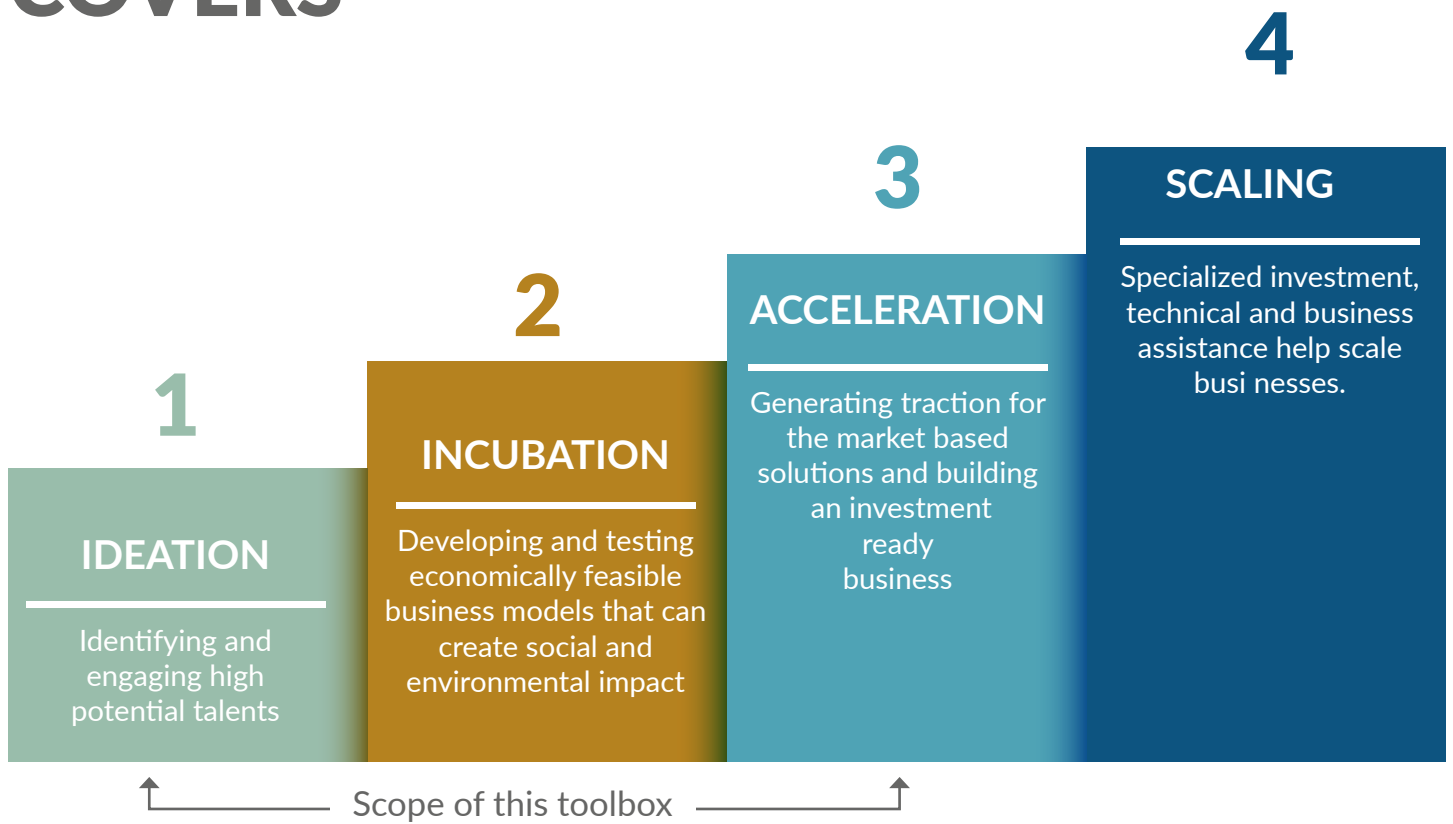 COVERS
1
IDEATION
Identifying and
engaging high
potential talents
2
INCUBATION
Developing and testing
economically feasible
business models that can
create social and
environmental impact
3
ACCELERATION
Generating traction for
the market based
solutions and building
an investment
ready
business
4
SCALING
Specialized investment,
technical and business
assistance help scale
busi nesses.
Scope of this toolbox